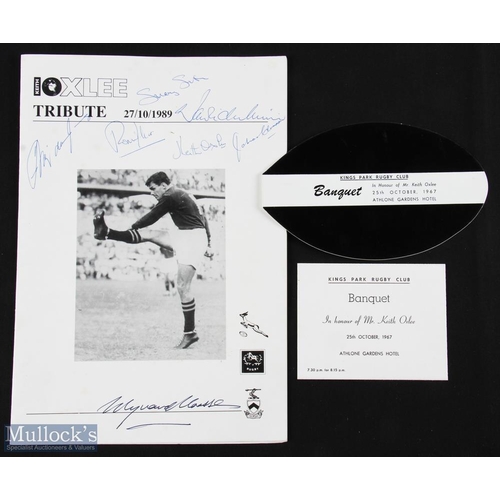 KEITH
OXLEE
TRIBUTE 27/10/1989
KINGS PARK RUGBY CLUB
Banquet In Honour of Mr Keith Oxlee
25th OCTOBER, 1967
ATHLONE GARDENS HOTEL
KINGS PARK RUGBY CLUB
Banquet
In honour of Mr. Keith Oxlee
25th OCTOBER, 1967
ATHLONE GARDENS HOTEL
7.30 p.m. for 8.15 p.m.
RUGBY
Mullock's
Specialist Auctioneers & Valuers